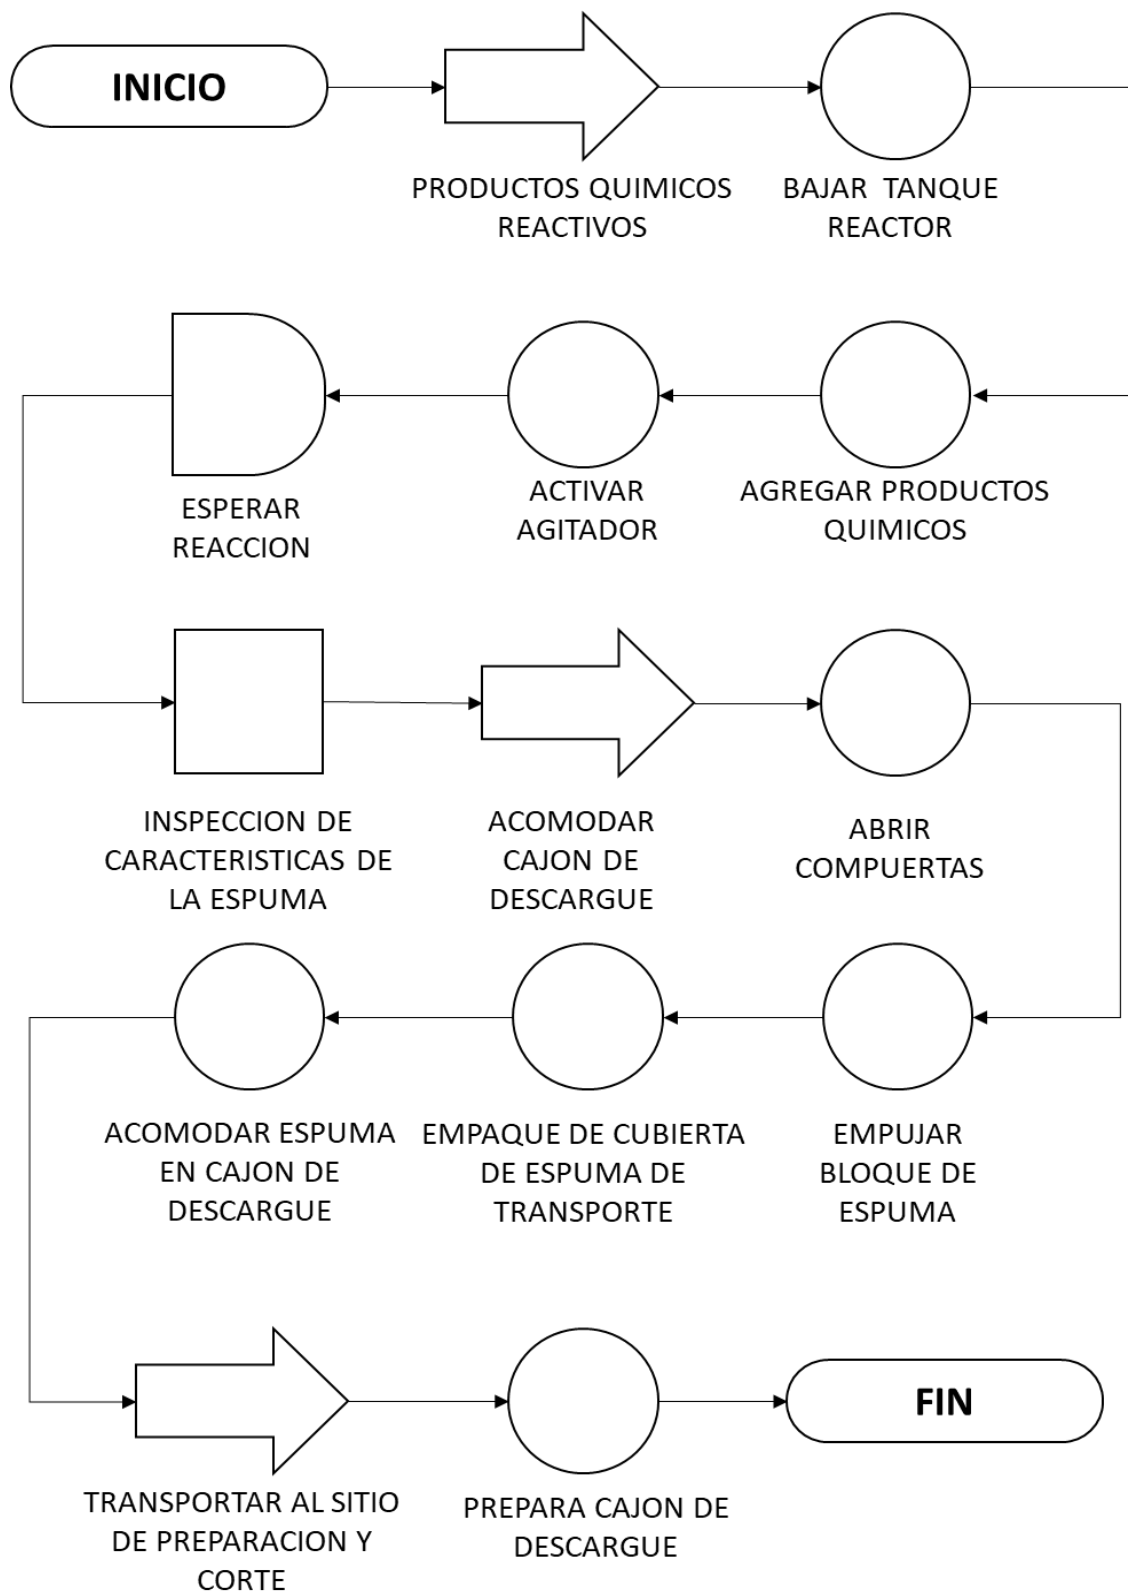 INICIO
PRODUCTOS QUIMICOS
REACTIVOS
BAJAR TANQUE
REACTOR
AGREGAR PRODUCTOS
QUIMICOS
ACTIVAR
AGITADOR
ESPERAR
REACCION
INSPECCION DE
CARACTERISTICAS DE
LA ESPUMA
ACOMODAR
CAJON DE
DESCARGUE
ABRIR
COMPUERTAS
EMPUJAR
BLOQUE DE
ESPUMA
EMPAQUE DE CUBIERTA
DE ESPUMA DE
TRANSPORTE
ACOMODAR ESPUMA
EN CAJON DE
DESCARGUE
TRANSPORTAR AL SITIO
DE PREPARACION Y
CORTE
PREPARA CAJON DE
DESCARGUE
FIN